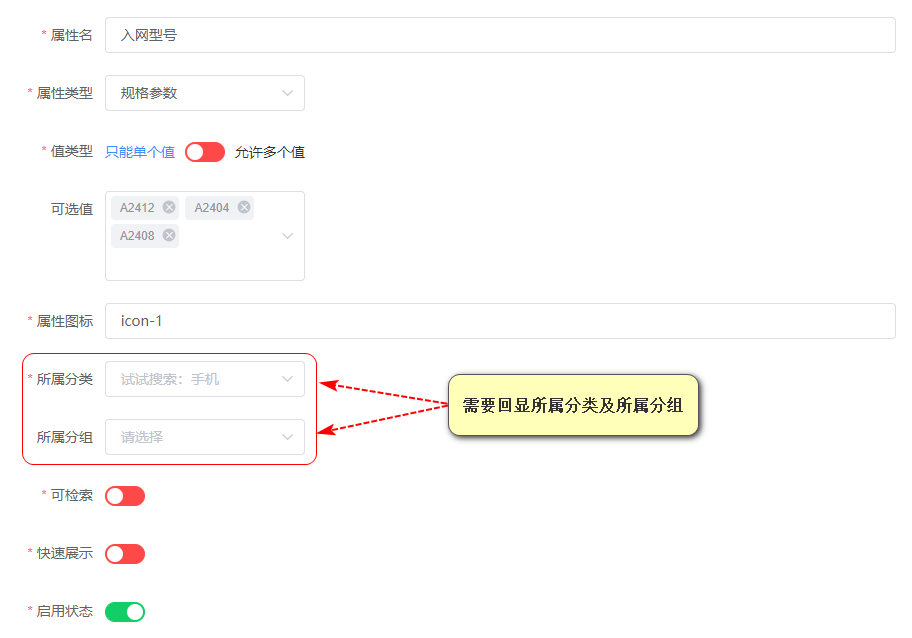 * 属性名 入网型号
* 属性类型 规格参数
* 值类型 只能单个值 允许多个值
可选值 A2412 A2404
A2408
* 属性图标 icon-1
* 所属分类 试试搜索：手机
需要回显所属分类及所属分组
所属分组 请选择
* 可检索
* 快速展示
* 启用状态